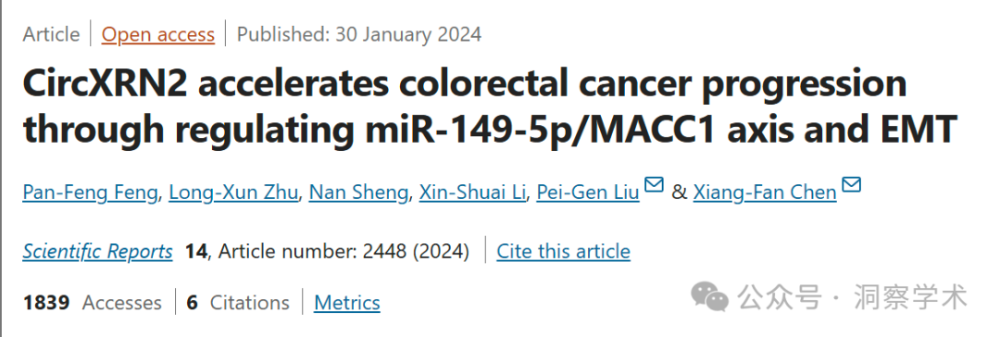 Article | Open access | Published: 30 January 2024
CircXRN2 accelerates colorectal cancer progression
through regulating miR-149-5p/MACC1 axis and EMT
Pan-Feng Feng, Long-Xun Zhu, Nan Sheng, Xin-Shuai Li, Pei-Gen Liu & Xiang-Fan Chen
Scientific Reports 14, Article number: 2448 (2024) | Cite this article
1839 Accesses | 6 Citations | Metrics
公众号 · 洞察学术